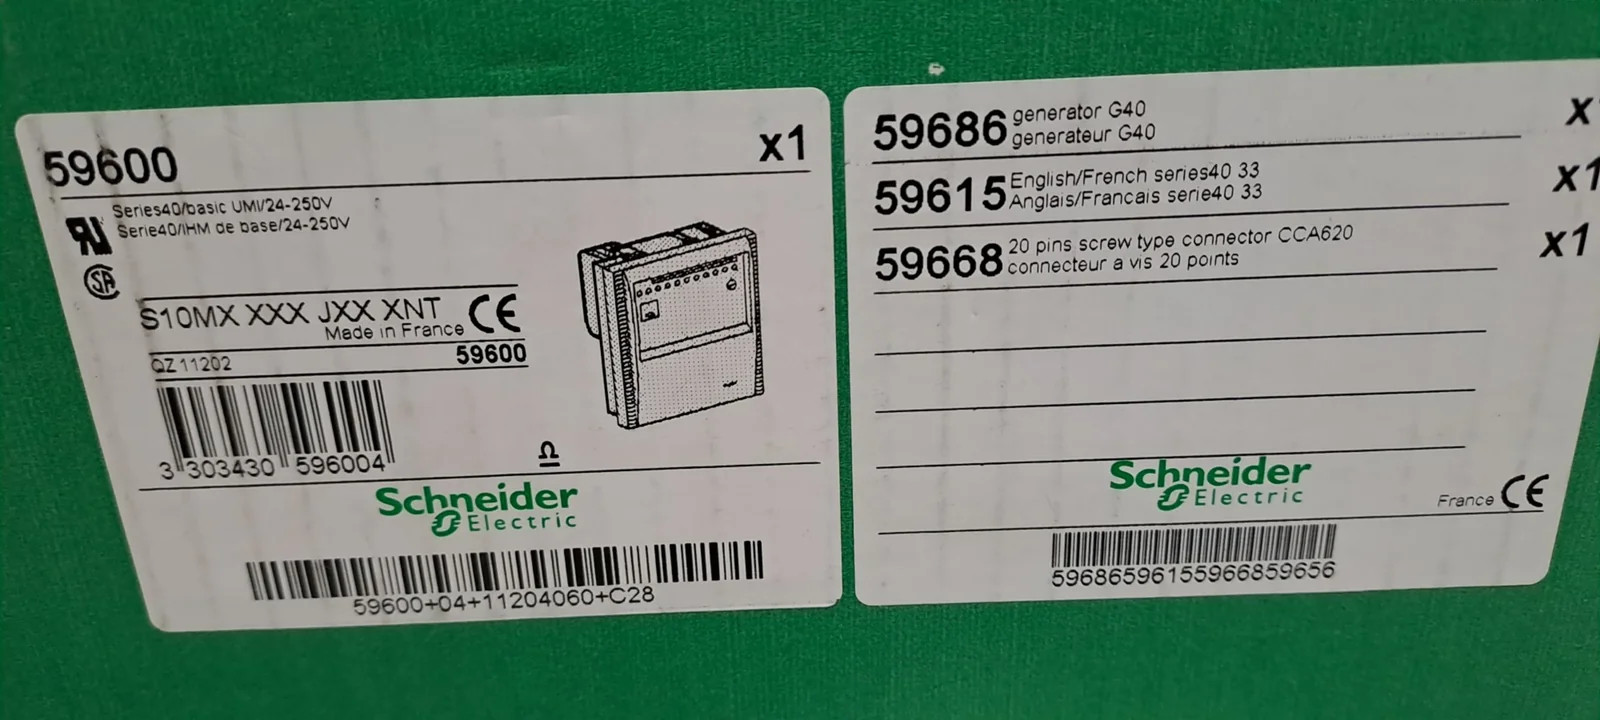 59600
x1
Series40/basic UMI/24-250V
Serie40/IHM de base/24-250V
S10MX XXX JXX XNT
Made in France
CE
QZ 11202
59600
3 303430 596004
Schneider
Electric
59600+04+11204060+C28
59686 generator G40
generateur G40
x
59615 English/French series40 33
Anglais/Francais serie40 33
x1
59668 20 pins screw type connector CCA620
connecteur a vis 20 points
x1
Schneider
Electric
France CE
59686596155966859656